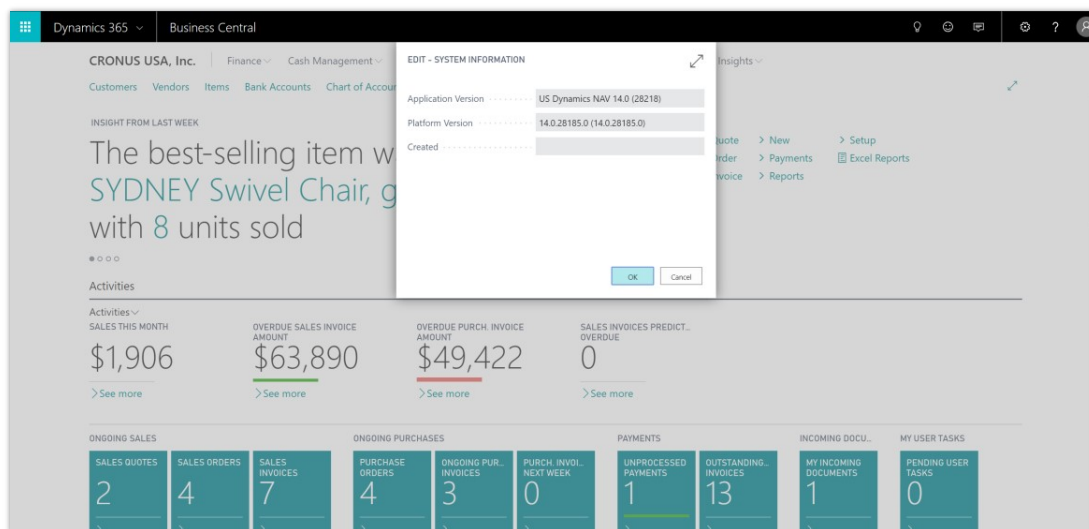 Dynamics 365 Business Central
CRONUS USA, Inc. Finance Cash Management Insights
Customers Vendors Items Bank Accounts
EDIT - SYSTEM INFORMATION
Application Version US Dynamics NAV 14.0 (28218)
Platform Version 14.0.28185.0 (14.0.28185.0)
Created
OK Cancel
INSIGHT FROM LAST WEEK
The best-selling item
SYDNEY Swivel Chair,
with 8 units sold
> New > Setup
> Payments Excel Reports
> Reports
Activities
Activities
SALES THIS MONTH
$1,906
>See more
OVERDUE SALES INVOICE
AMOUNT
$63,890
>See more
OVERDUE PURCH. INVOICE
AMOUNT
$49,422
>See more
SALES INVOICES PREDICT...
OVERDUE
0
>See more
ONGOING SALES
SALES QUOTES
2
SALES ORDERS
4
SALES
INVOICES
7
ONGOING PURCHASES
PURCHASE
ORDERS
4
ONGOING PUR...
INVOICES
3
PURCH. INVOI...
NEXT WEEK
0
PAYMENTS
UNPROCESSED
PAYMENTS
1
OUTSTANDING...
INVOICES
13
INCOMING DOCU...
MY INCOMING
DOCUMENTS
1
MY USER TASKS
PENDING USER
TASKS
0